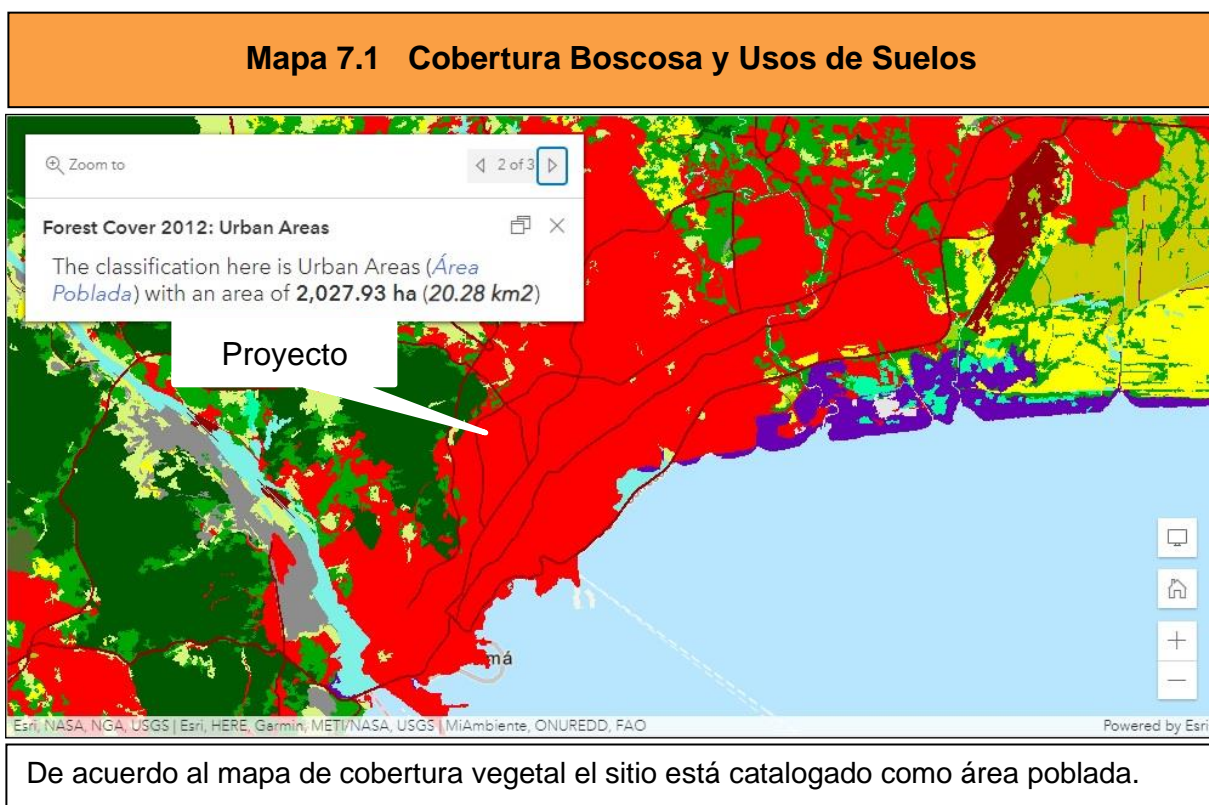 Mapa 7.1 Cobertura Boscosa y Usos de Suelos
Zoom to
2 of 3
Forest Cover 2012: Urban Areas
The classification here is Urban Areas (Área
Poblada) with an area of 2,027.93 ha (20.28 km2)
Proyecto
má
Esri, NASA, NGA, USGS | Esri, HERE, Garmin, METI/NASA, USGS | MiAmbiente, ONUREDD, FAO
Powered by Esri
De acuerdo al mapa de cobertura vegetal el sitio está catalogado como área poblada.